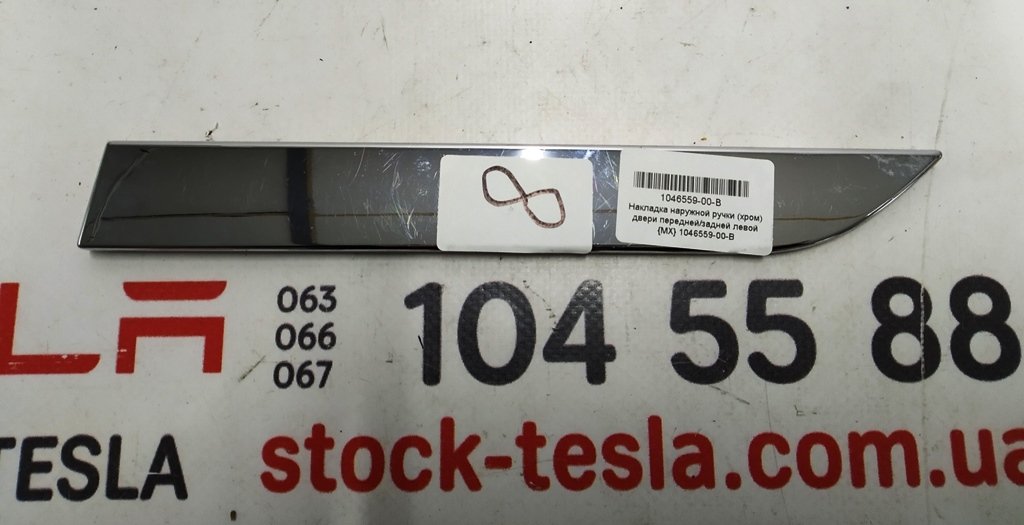 8
1046559-00-B
Накладка наружной ручки (хром)
двери передней/задней левой
{MX} 1046559-00-B
063
066
067
104 55 88
TESLA
stock-tesla.com.ua